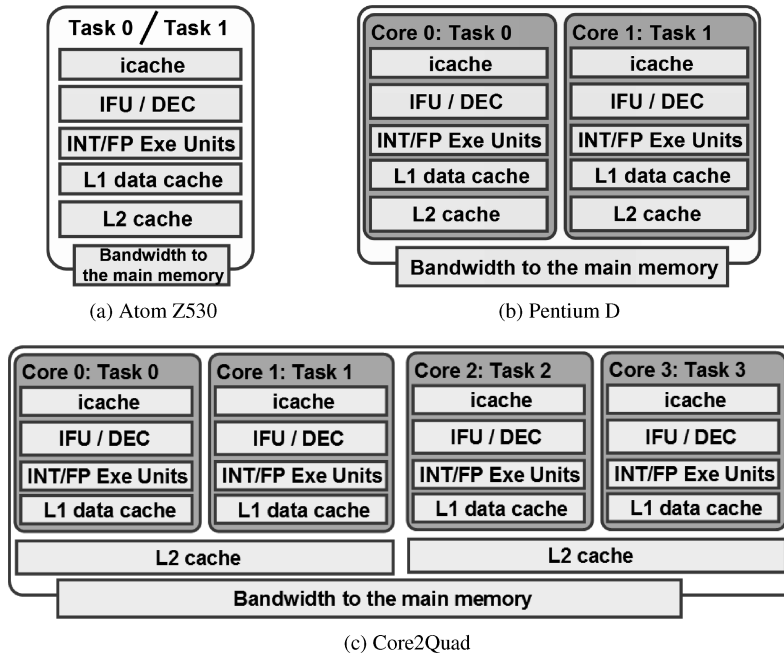 Task 0 / Task 1
icache
IFU / DEC
INT/FP Exe Units
L1 data cache
L2 cache
Bandwidth to
the main memory
(a) Atom Z530
Core 0: Task 0
icache
IFU / DEC
INT/FP Exe Units
L1 data cache
L2 cache
Core 1: Task 1
icache
IFU / DEC
INT/FP Exe Units
L1 data cache
L2 cache
Bandwidth to the main memory
(b) Pentium D
Core 0: Task 0
icache
IFU / DEC
INT/FP Exe Units
L1 data cache
Core 1: Task 1
icache
IFU / DEC
INT/FP Exe Units
L1 data cache
L2 cache
Core 2: Task 2
icache
IFU / DEC
INT/FP Exe Units
L1 data cache
Core 3: Task 3
icache
IFU / DEC
INT/FP Exe Units
L1 data cache
L2 cache
Bandwidth to the main memory
(c) Core2Quad